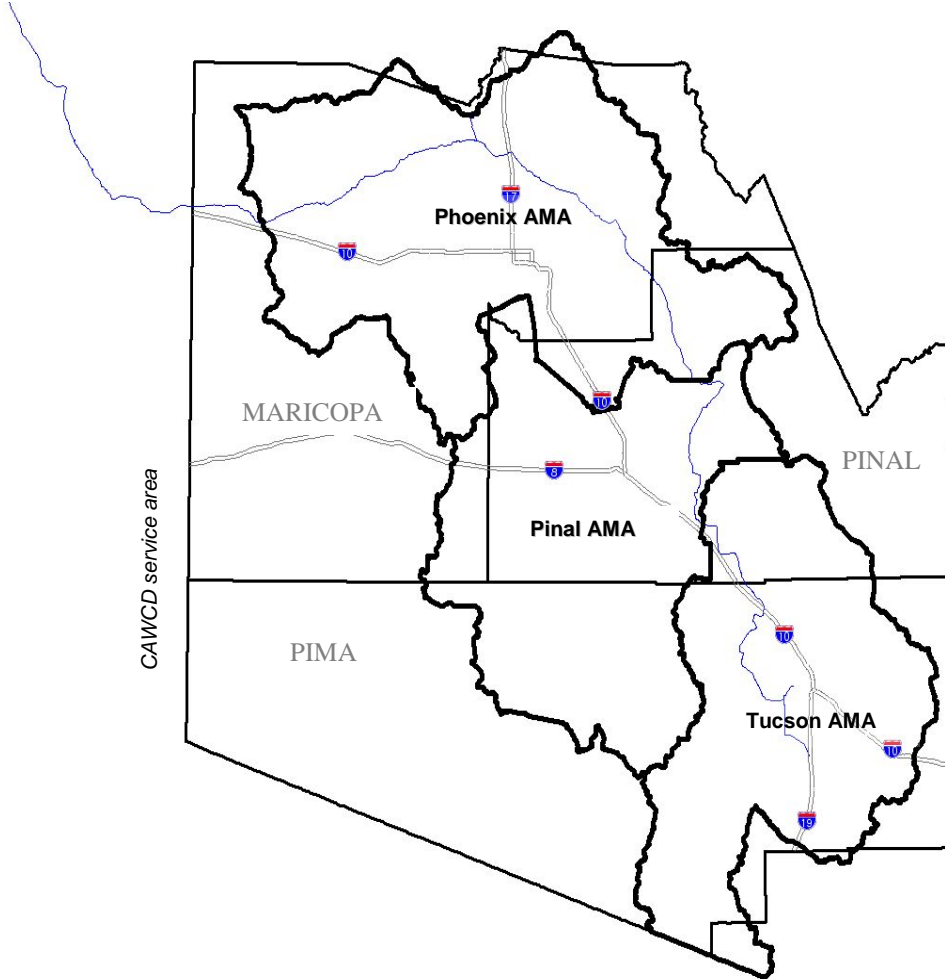 17
Phoenix AMA
10
10
MARICOPA
PINAL
8
Pinal AMA
CAWCD service area
10
PIMA
Tucson AMA
10
19